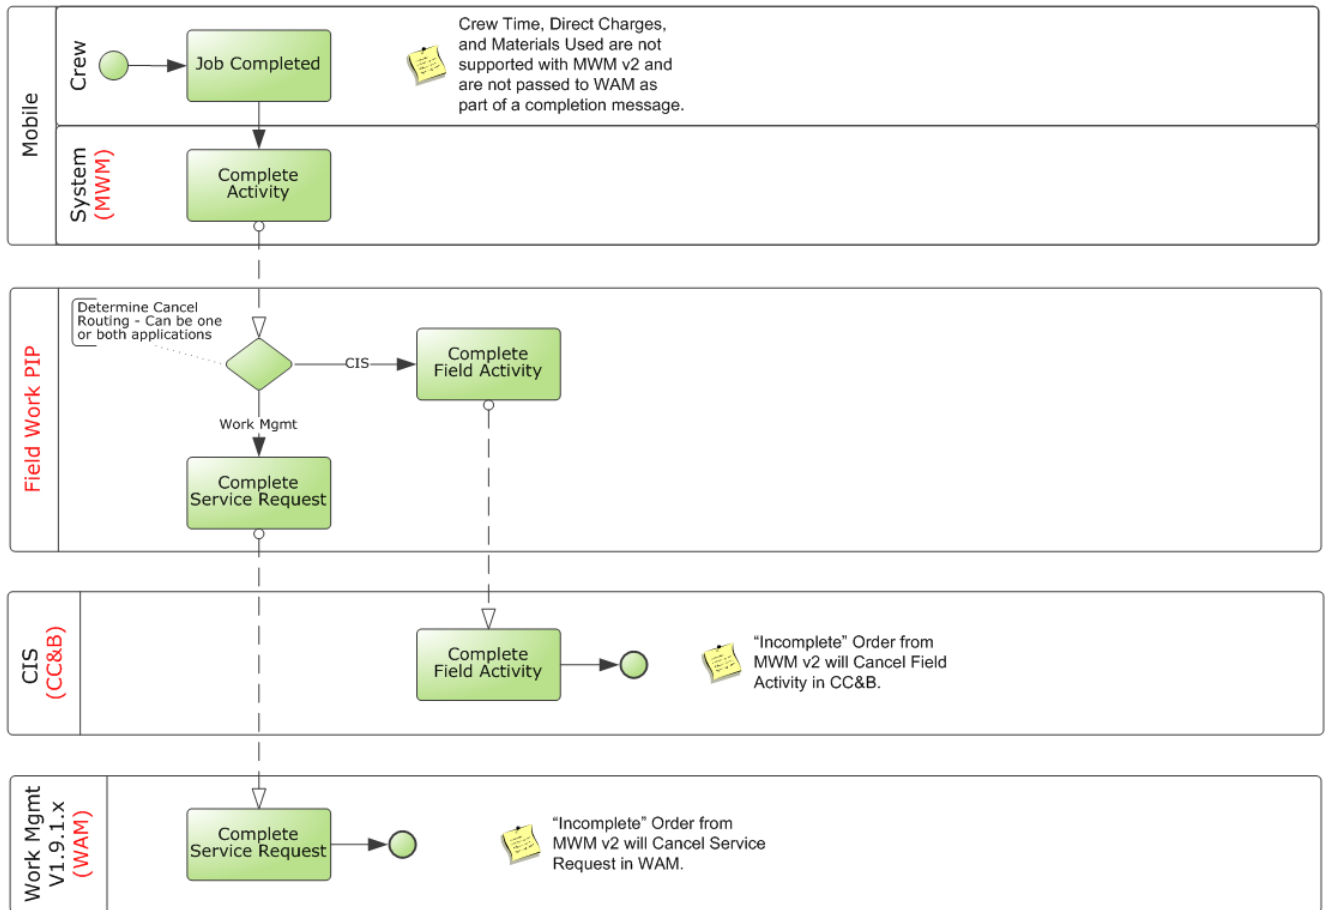 Mobile
Crew
Job Completed
Crew Time, Direct Charges,
and Materials Used are not
supported with MWM v2 and
are not passed to WAM as
part of a completion message.
System
(MWM)
Complete
Activity
Field Work PIP
Determine Cancel
Routing - Can be one
or both applications
CIS
Complete
Field Activity
Work Mgmt
Complete
Service Request
CIS
(CC&B)
Complete
Field Activity
“Incomplete” Order from
MWM v2 will Cancel Field
Activity in CC&B.
Work Mgmt
V1.9.1.x
(WAM)
Complete
Service Request
“Incomplete” Order from
MWM v2 will Cancel Service
Request in WAM.